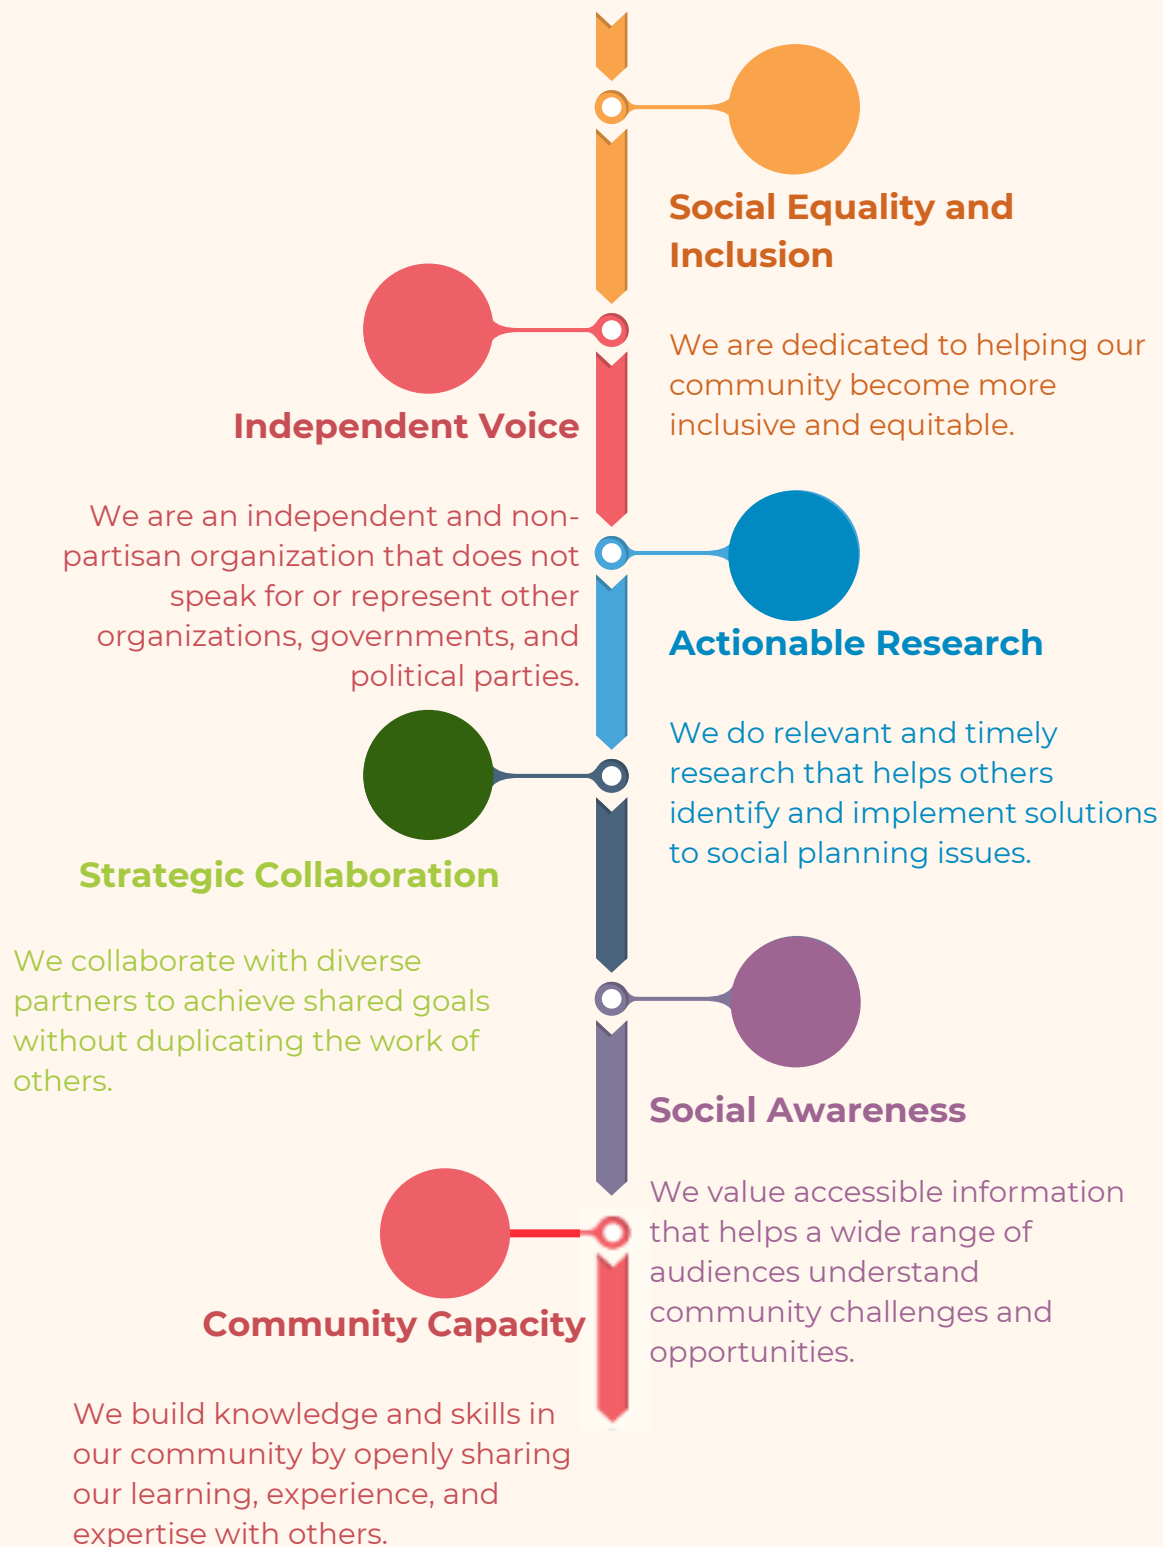 Social Equality and
Inclusion
We are dedicated to helping our
community become more
inclusive and equitable.
Independent Voice
We are an independent and non-
partisan organization that does not
speak for or represent other
organizations, governments, and
political parties.
Actionable Research
We do relevant and timely
research that helps others
identify and implement solutions
to social planning issues.
Strategic Collaboration
We collaborate with diverse
partners to achieve shared goals
without duplicating the work of
others.
Social Awareness
We value accessible information
that helps a wide range of
audiences understand
community challenges and
opportunities.
Community Capacity
We build knowledge and skills in
our community by openly sharing
our learning, experience, and
expertise with others.